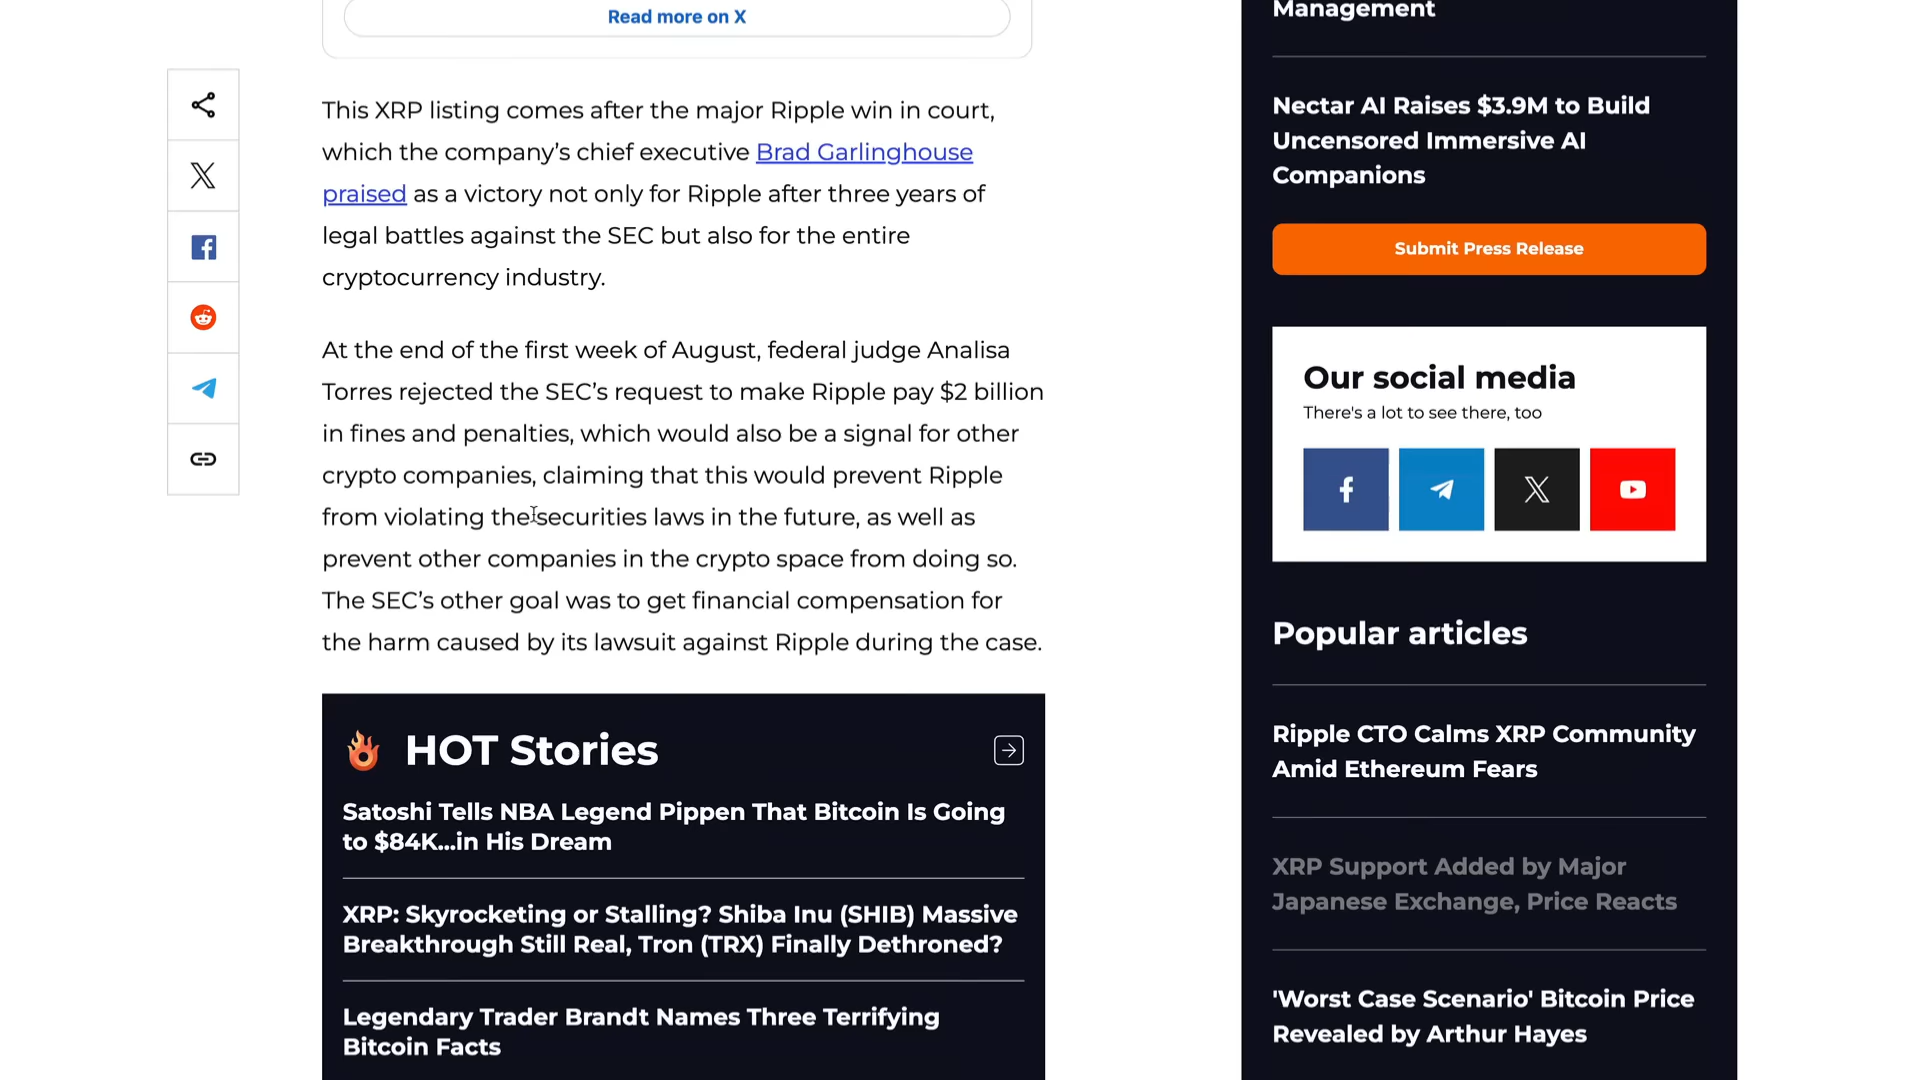 Read more on X
This XRP listing comes after the major Ripple win in court,
which the company’s chief executive Brad Garlinghouse
praised as a victory not only for Ripple after three years of
legal battles against the SEC but also for the entire
cryptocurrency industry.
At the end of the first week of August, federal judge Analisa
Torres rejected the SEC’s request to make Ripple pay $2 billion
in fines and penalties, which would also be a signal for other
crypto companies, claiming that this would prevent Ripple
from violating the securities laws in the future, as well as
prevent other companies in the crypto space from doing so.
The SEC’s other goal was to get financial compensation for
the harm caused by its lawsuit against Ripple during the case.
HOT Stories
Satoshi Tells NBA Legend Pippen That Bitcoin Is Going
to $84K...in His Dream
XRP: Skyrocketing or Stalling? Shiba Inu (SHIB) Massive
Breakthrough Still Real, Tron (TRX) Finally Dethroned?
Legendary Trader Brandt Names Three Terrifying
Bitcoin Facts
Management
Nectar AI Raises $3.9M to Build
Uncensored Immersive AI
Companions
Submit Press Release
Our social media
There's a lot to see there, too
Popular articles
Ripple CTO Calms XRP Community
Amid Ethereum Fears
XRP Support Added by Major
Japanese Exchange, Price Reacts
'Worst Case Scenario' Bitcoin Price
Revealed by Arthur Hayes